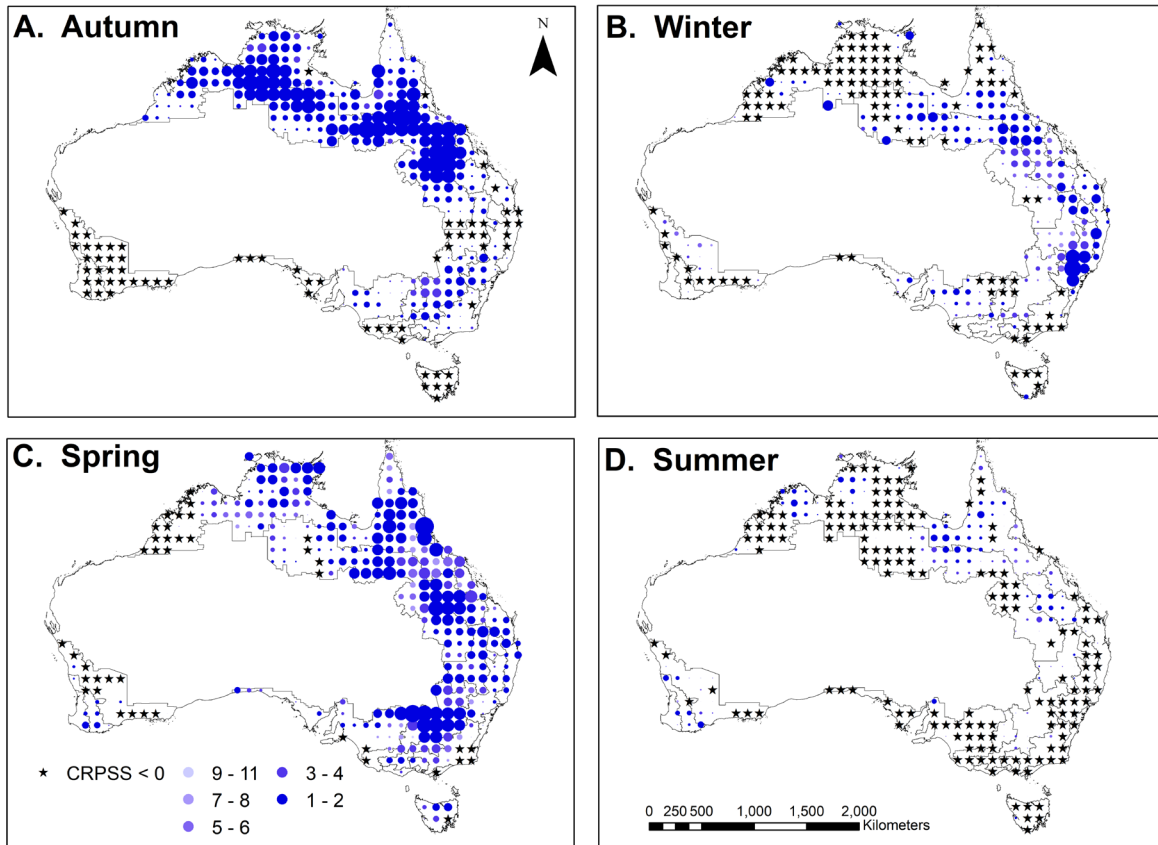 A. Autumn
N
B. Winter
C. Spring
D. Summer
★ CRPSS < 0
9 - 11
3 - 4
7 - 8
1 - 2
5 - 6
0 250 500 1,000 1,500 2,000
Kilometers